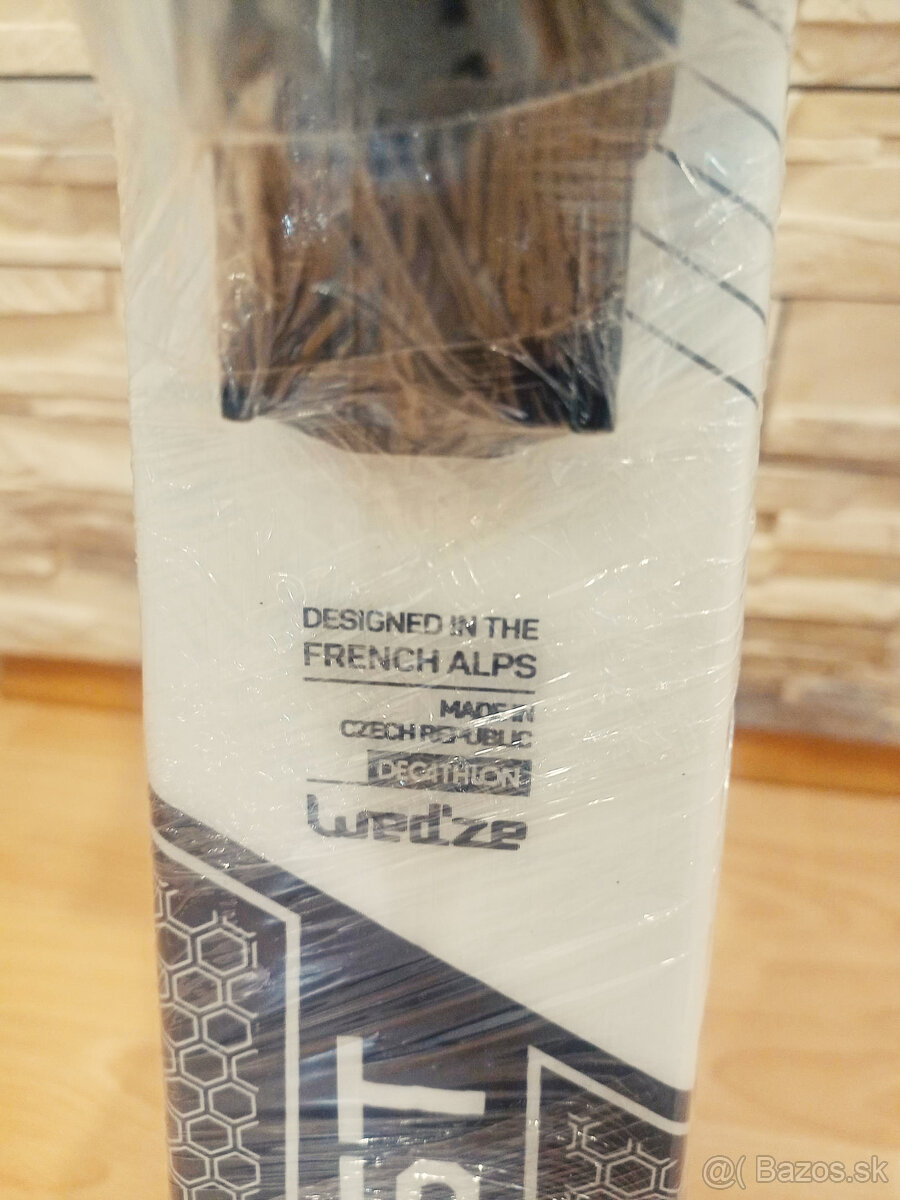 DESIGNED IN THE
FRENCH ALPS
MADE IN
CZECH REPUBLIC
DECATHLON
Wed'ze
T
@( Bazos.sk